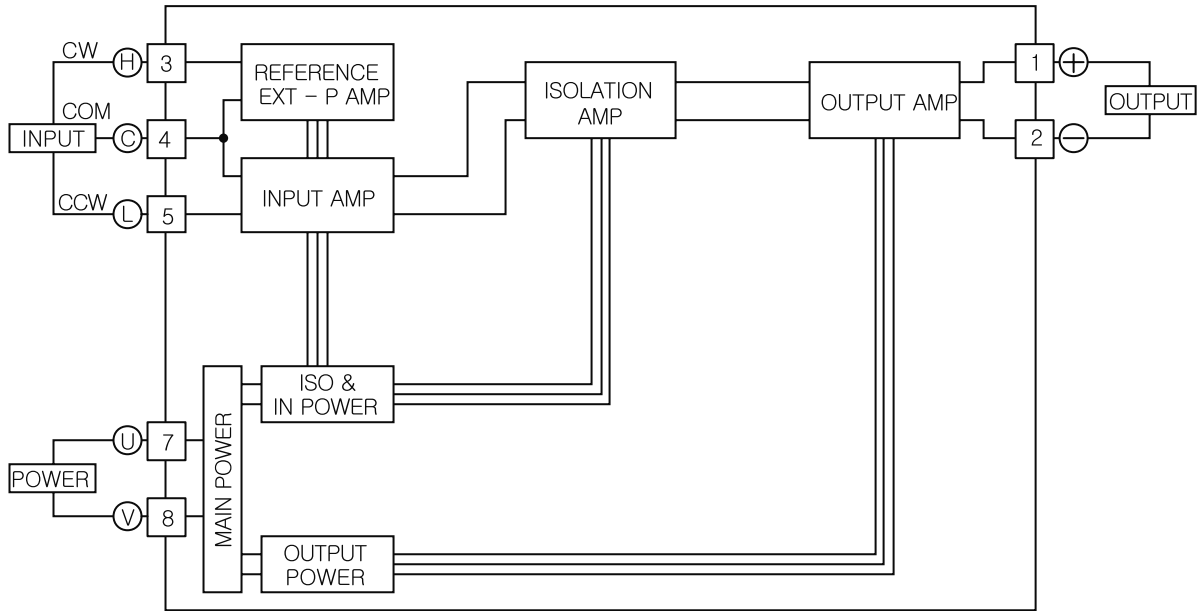 CW
H
3
COM
INPUT
C
4
CCW
L
5
REFERENCE
EXT - P AMP
INPUT AMP
ISOLATION
AMP
OUTPUT AMP
1
+
OUTPUT
2
−
ISO &
IN POWER
MAIN POWER
U
7
POWER
V
8
OUTPUT
POWER